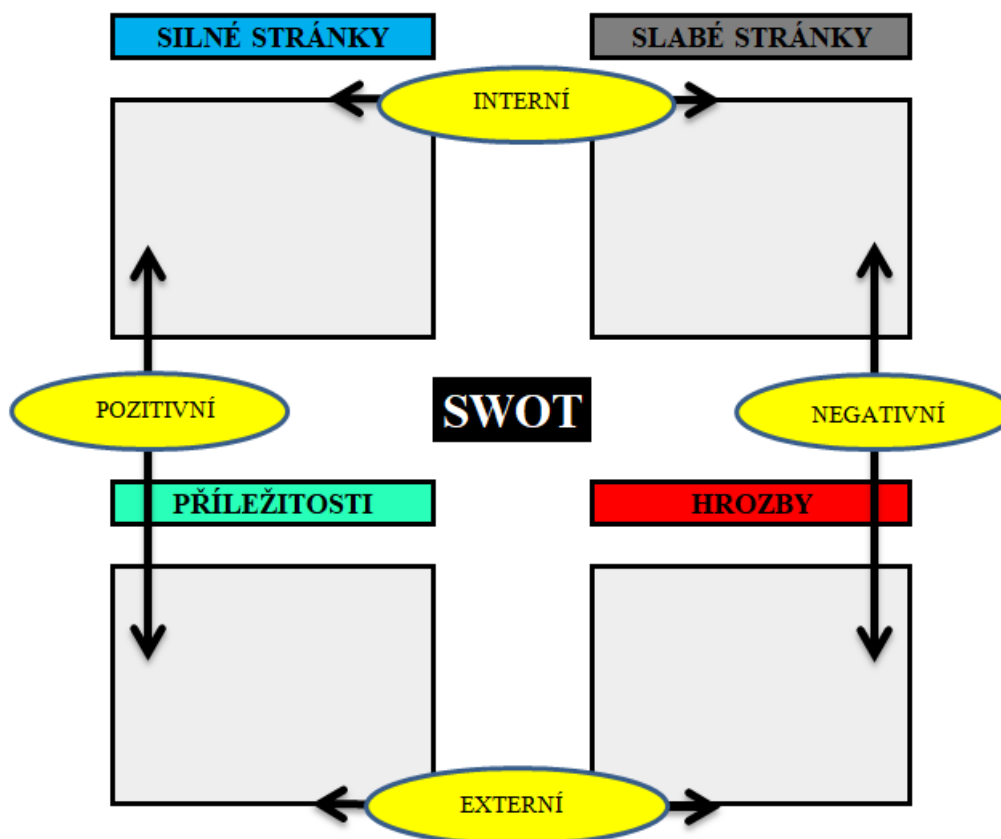 SILNÉ STRÁNKY
SLABÉ STRÁNKY
INTERNÍ
POZITIVNÍ
SWOT
NEGATIVNÍ
PŘÍLEŽITOSTI
HROZBY
EXTERNÍ